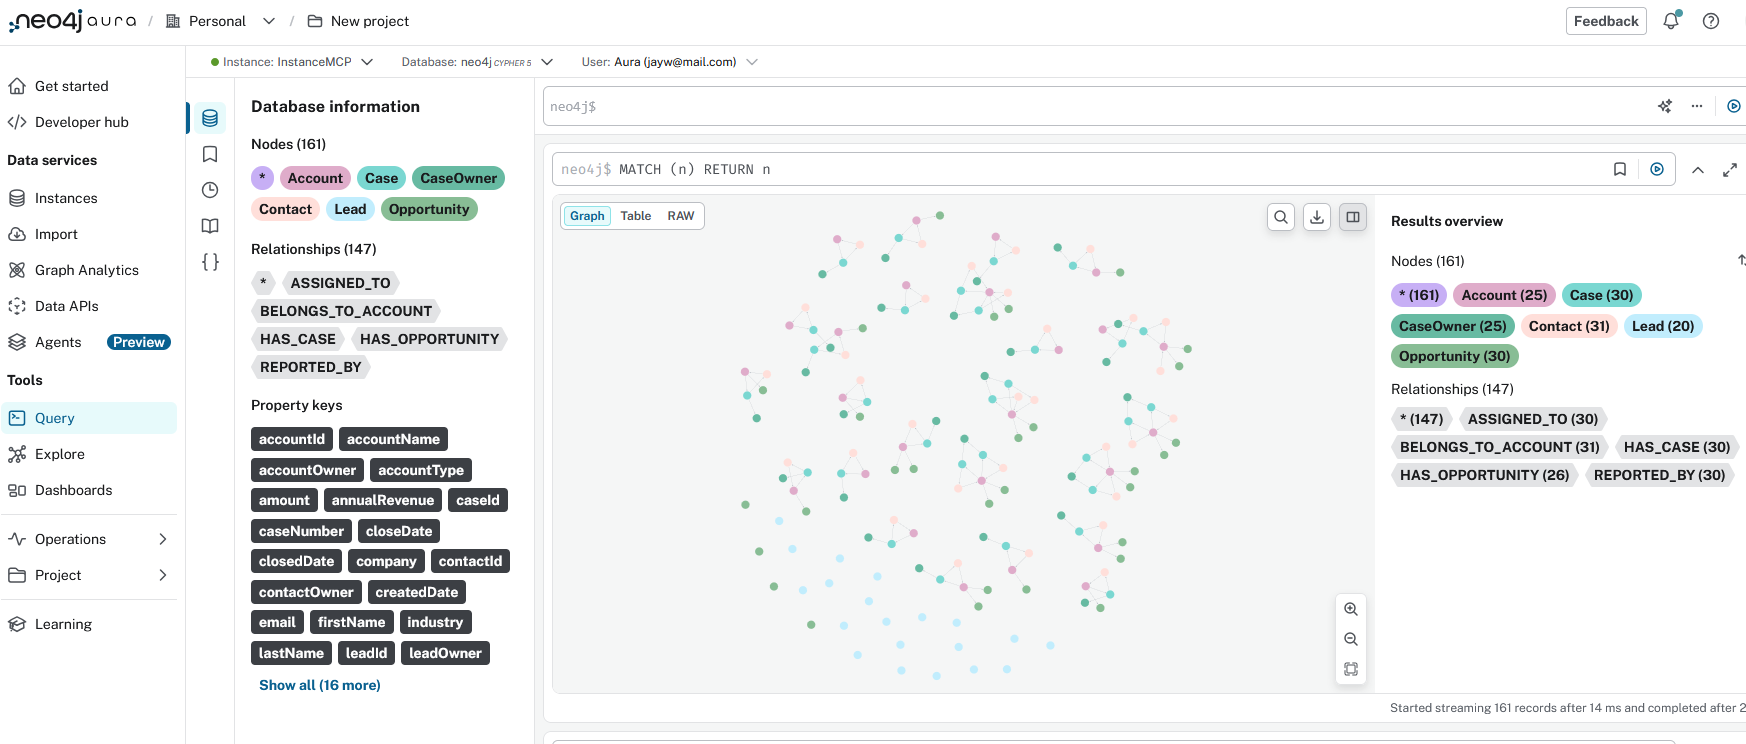 neo4j aura / Personal / New project Feedback
Instance: InstanceMCP Database: neo4j CYPHER 5 User: Aura (jayw@mail.com)
Get started
Developer hub
Data services
Instances
Import
Graph Analytics
Data APIs
Agents Preview
Tools
Query
Explore
Dashboards
Operations
Project
Learning
Database information
Nodes (161)
* Account Case CaseOwner
Contact Lead Opportunity
Relationships (147)
* ASSIGNED_TO
BELONGS_TO_ACCOUNT
HAS_CASE HAS_OPPORTUNITY
REPORTED_BY
Property keys
accountId accountName
accountOwner accountType
amount annualRevenue caseId
caseNumber closeDate
closedDate company contactId
contactOwner createdDate
email firstName industry
lastName leadId leadOwner
Show all (16 more)
neo4j$
neo4j$ MATCH (n) RETURN n
Graph Table RAW
Results overview
Nodes (161)
* (161) Account (25) Case (30)
CaseOwner (25) Contact (31) Lead (20)
Opportunity (30)
Relationships (147)
* (147) ASSIGNED_TO (30)
BELONGS_TO_ACCOUNT (31) HAS_CASE (30)
HAS_OPPORTUNITY (26) REPORTED_BY (30)
Started streaming 161 records after 14 ms and completed after 2